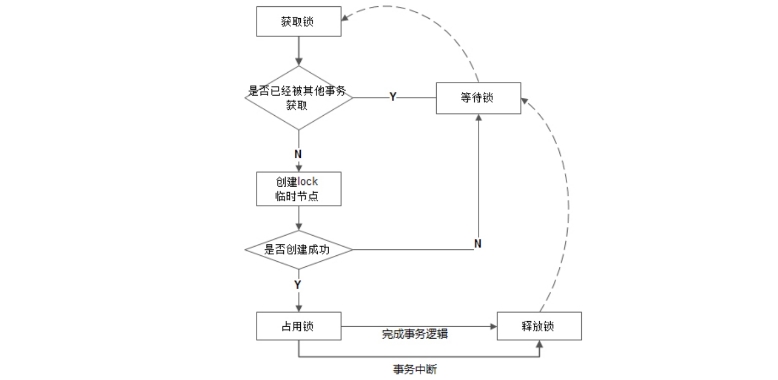 获取锁
是否已经被其他事务
获取
Y
等待锁
N
创建lock
临时节点
是否创建成功
N
Y
占用锁
完成事务逻辑
释放锁
事务中断